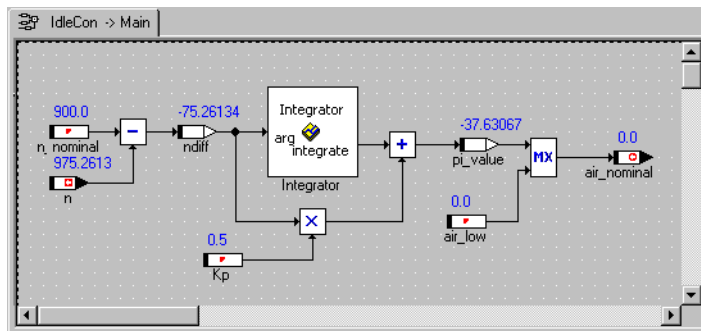 IdleCon -> Main
900.0
n_nominal
975.2613
n
−
-75.26134
ndiff
Integrator
arg
integrate
Integrator
×
0.5
Kp
+
-37.63067
pi_value
0.0
air_low
MX
0.0
air_nominal